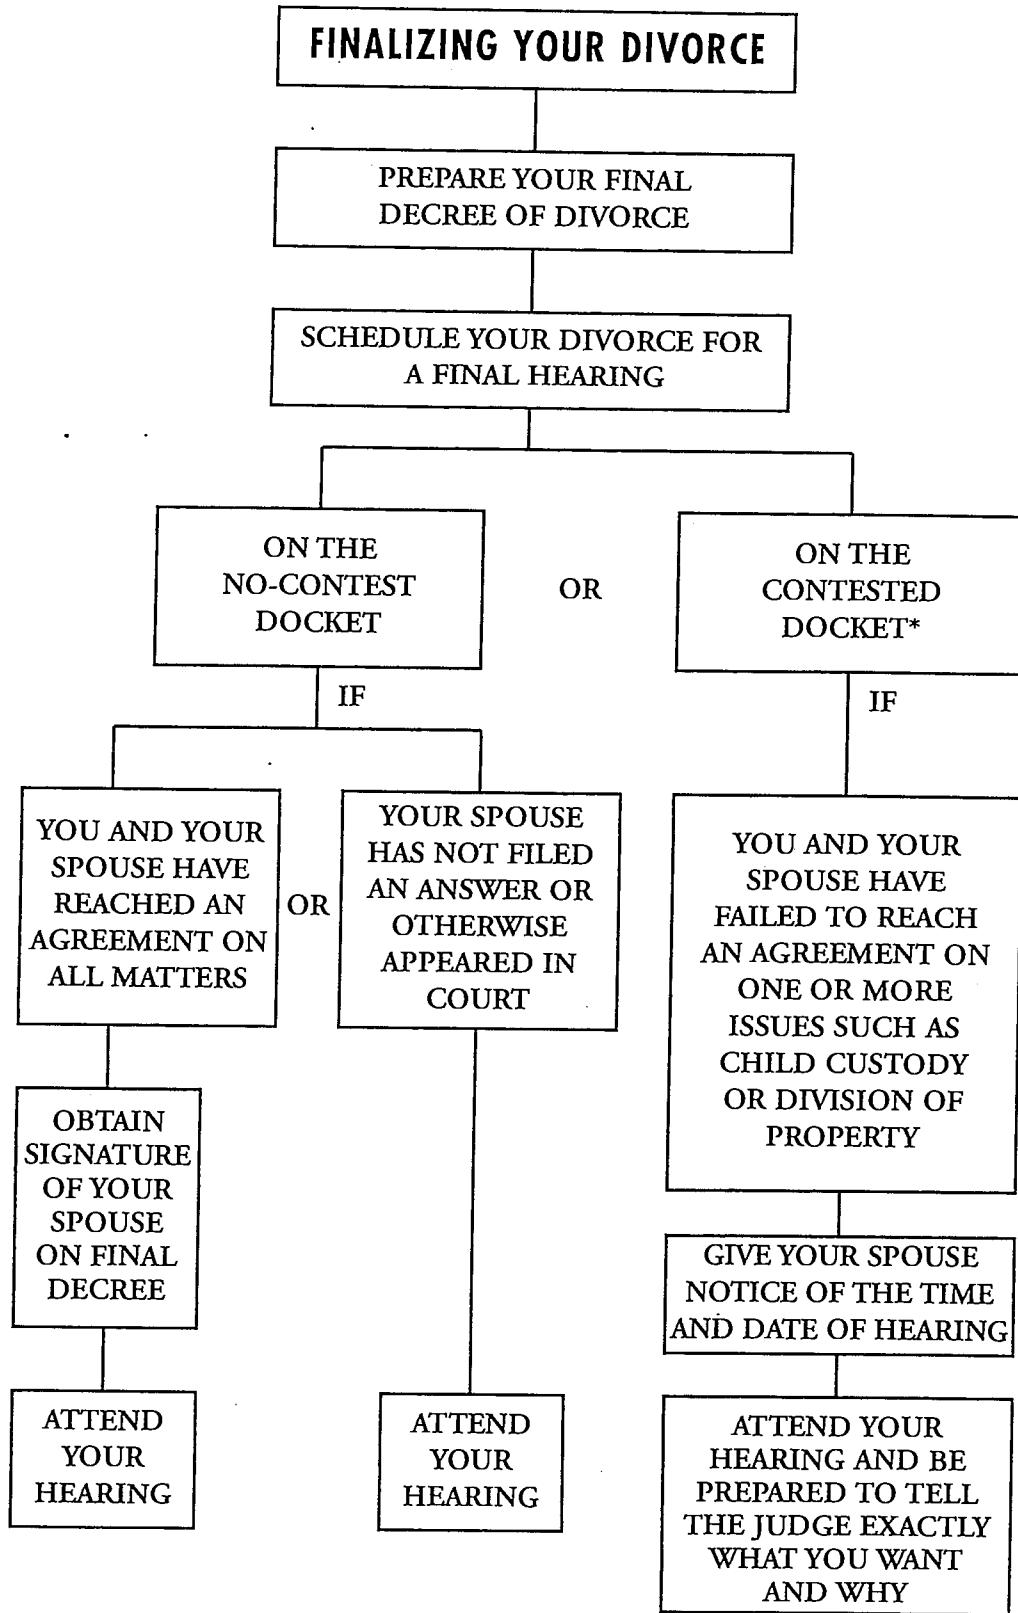 FINALIZING YOUR DIVORCE
PREPARE YOUR FINAL
DECREE OF DIVORCE
SCHEDULE YOUR DIVORCE FOR
A FINAL HEARING
ON THE
NO-CONTEST
DOCKET
OR
ON THE
CONTESTED
DOCKET*
IF
IF
YOU AND YOUR
SPOUSE HAVE
REACHED AN
AGREEMENT ON
ALL MATTERS
OR
YOUR SPOUSE
HAS NOT FILED
AN ANSWER OR
OTHERWISE
APPEARED IN
COURT
YOU AND YOUR
SPOUSE HAVE
FAILED TO REACH
AN AGREEMENT ON
ONE OR MORE
ISSUES SUCH AS
CHILD CUSTODY
OR DIVISION OF
PROPERTY
OBTAIN
SIGNATURE
OF YOUR
SPOUSE
ON FINAL
DECREE
GIVE YOUR SPOUSE
NOTICE OF THE TIME
AND DATE OF HEARING
ATTEND
YOUR
HEARING
ATTEND
YOUR
HEARING
ATTEND YOUR
HEARING AND BE
PREPARED TO TELL
THE JUDGE EXACTLY
WHAT YOU WANT
AND WHY